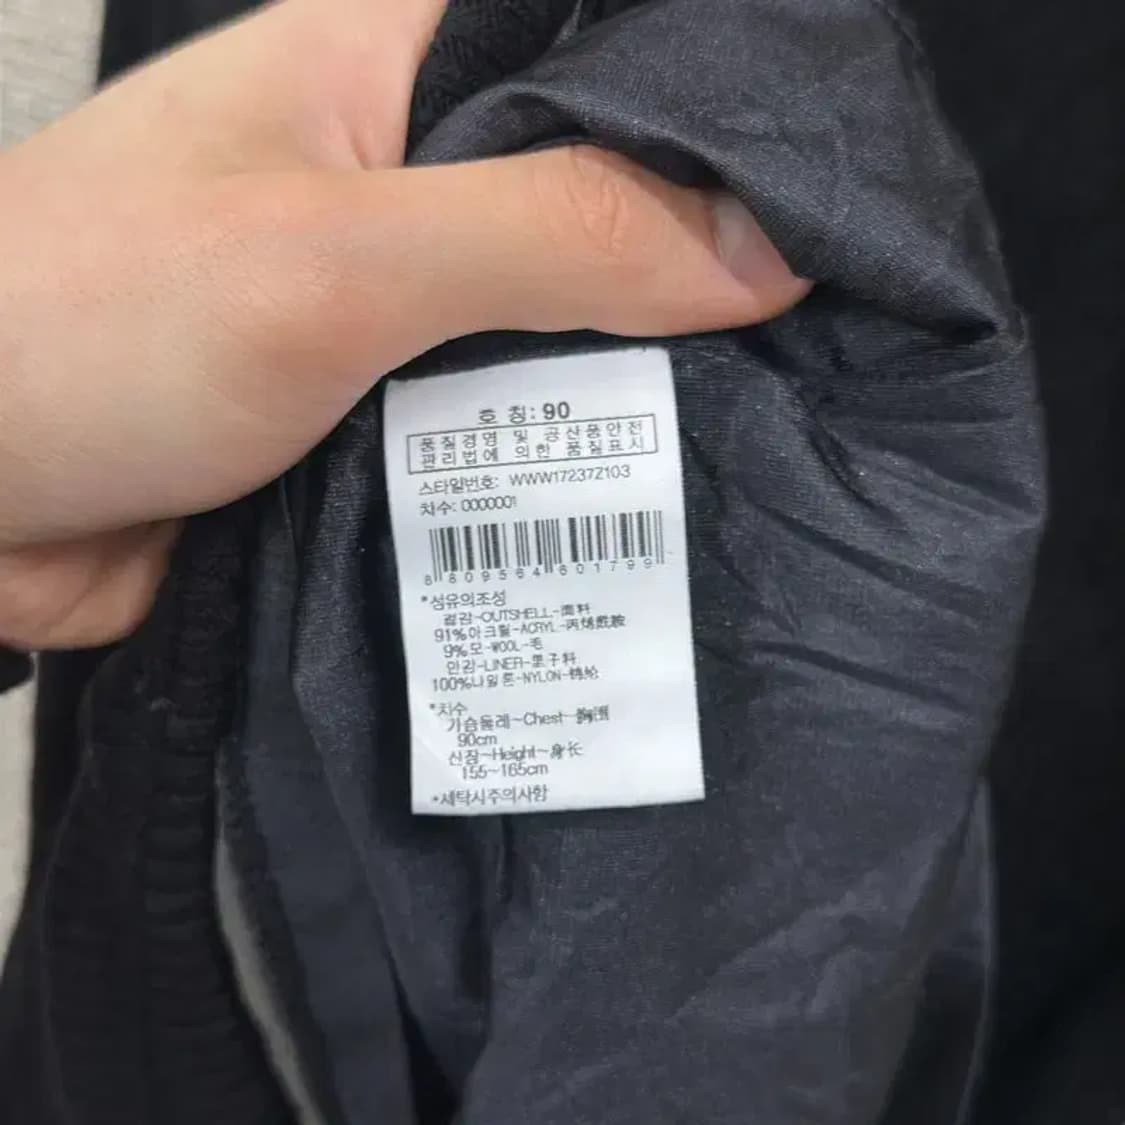 호 칭: 90
품질경영 및 공산품안전
관리법에 의한 품질표시
스타일번호: WWW17237Z103
치수: 0000001
8809564601799
*섬유의조성
겉감-OUTSHELL-面料
91%아크릴-ACRYL-丙烯酰胺
9%모-WOOL-毛
안감-LINER-里子料
100%나일론-NYLON-锦纶
*치수
가슴둘레~Chest~胸围
90cm
신장~Height~身长
155~165cm
*세탁시주의사항